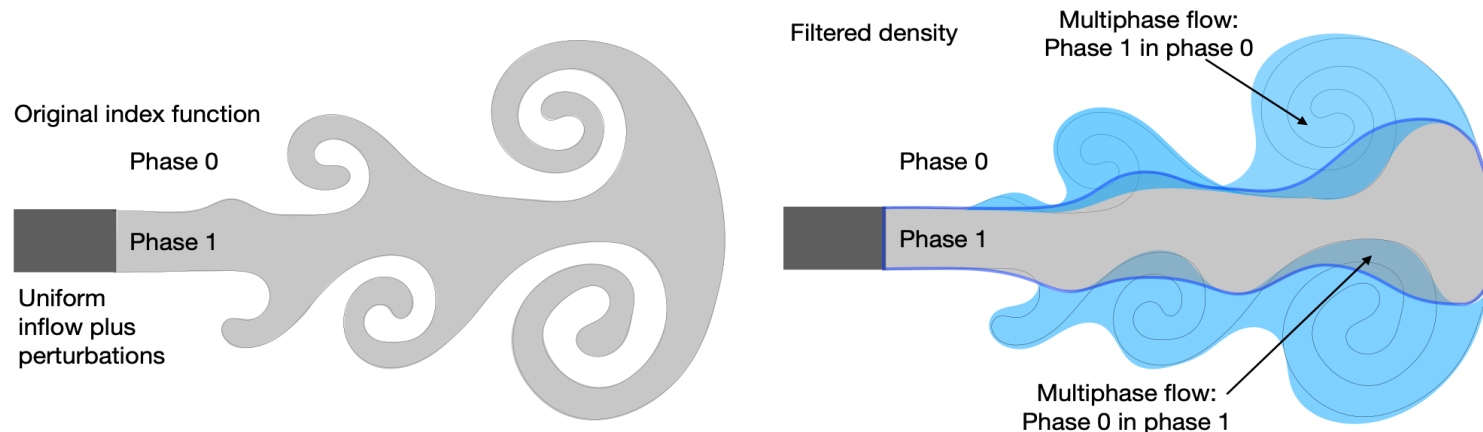 Original index function
Phase 0
Phase 1
Uniform
inflow plus
perturbations
Filtered density
Multiphase flow:
Phase 1 in phase 0
Phase 0
Phase 1
Multiphase flow:
Phase 0 in phase 1